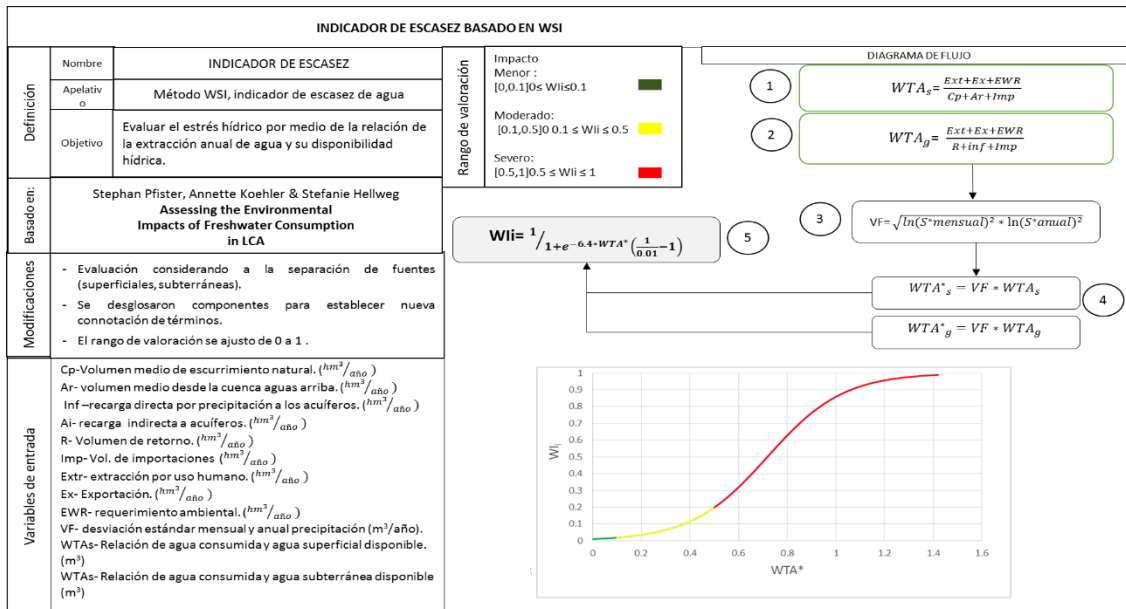 INDICADOR DE ESCASEZ BASADO EN WSI
Definición
Nombre
INDICADOR DE ESCASEZ
Apelativ
o
Método WSI, indicador de escasez de agua
Objetivo
Evaluar el estrés hídrico por medio de la relación de
la extracción anual de agua y su disponibilidad
hídrica.
Rango de valoración
Impacto
Menor :
[0,0.1]0≤ WIi≤0.1
Moderado:
[0.1,0.5]0 0.1 ≤ WIi ≤ 0.5
Severo:
[0.5,1]0.5 ≤ WIi ≤ 1
DIAGRAMA DE FLUJO
1
WTA_s= (Ext+Ex+EWR)/(Cp+Ar+Imp)
2
WTA_g= (Ext+Ex+EWR)/(R+inf+Imp)
3
VF=√(ln(S*mensual)² * ln(S*anual)²)
4
WTA*_s = VF * WTA_s
WTA*_g = VF * WTA_g
5
WIi= 1/1+e^(-6.4*WTA*) (1/0.01 −1)
Basado en:
Stephan Pfister, Annette Koehler & Stefanie Hellweg
Assessing the Environmental
Impacts of Freshwater Consumption
in LCA
Modificaciones
- Evaluación considerando a la separación de fuentes
(superficiales, subterráneas).
- Se desglosaron componentes para establecer nueva
connotación de términos.
- El rango de valoración se ajusto de 0 a 1 .
Variables de entrada
Cp-Volumen medio de escurrimiento natural. (hm³/año )
Ar- volumen medio desde la cuenca aguas arriba. (hm³/año )
Inf –recarga directa por precipitación a los acuíferos. (hm³/año )
Ai- recarga indirecta a acuíferos. (hm³/año )
R- Volumen de retorno. (hm³/año )
Imp- Vol. de importaciones (hm³/año )
Extr- extracción por uso humano. (hm³/año )
Ex- Exportación. (hm³/año )
EWR- requerimiento ambiental. (hm³/año )
VF- desviación estándar mensual y anual precipitación (m³/año).
WTAs- Relación de agua consumida y agua superficial disponible.
(m³)
WTAs- Relación de agua consumida y agua subterránea disponible
(m³)
WI_i
1
0.9
0.8
0.7
0.6
0.5
0.4
0.3
0.2
0.1
0
0 0.2 0.4 0.6 0.8 1 1.2 1.4 1.6
WTA*